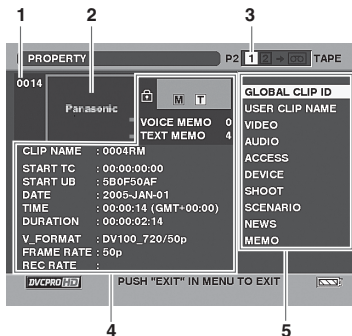 1 2 3
PROPERTY P2 1 2 TAPE
0014
Panasonic
M T
VOICE MEMO 0
TEXT MEMO 4
CLIP NAME : 0004RM
START TC : 00:00:00:00
START UB : 5B0F50AF
DATE : 2005-JAN-01
TIME : 00:00:14 (GMT+00:00)
DURATION : 00:00:02:14
V_FORMAT : DV100_720/50p
FRAME RATE : 50p
REC RATE :
GLOBAL CLIP ID
USER CLIP NAME
VIDEO
AUDIO
ACCESS
DEVICE
SHOOT
SCENARIO
NEWS
MEMO
DVCPRO HD PUSH "EXIT" IN MENU TO EXIT
4 5